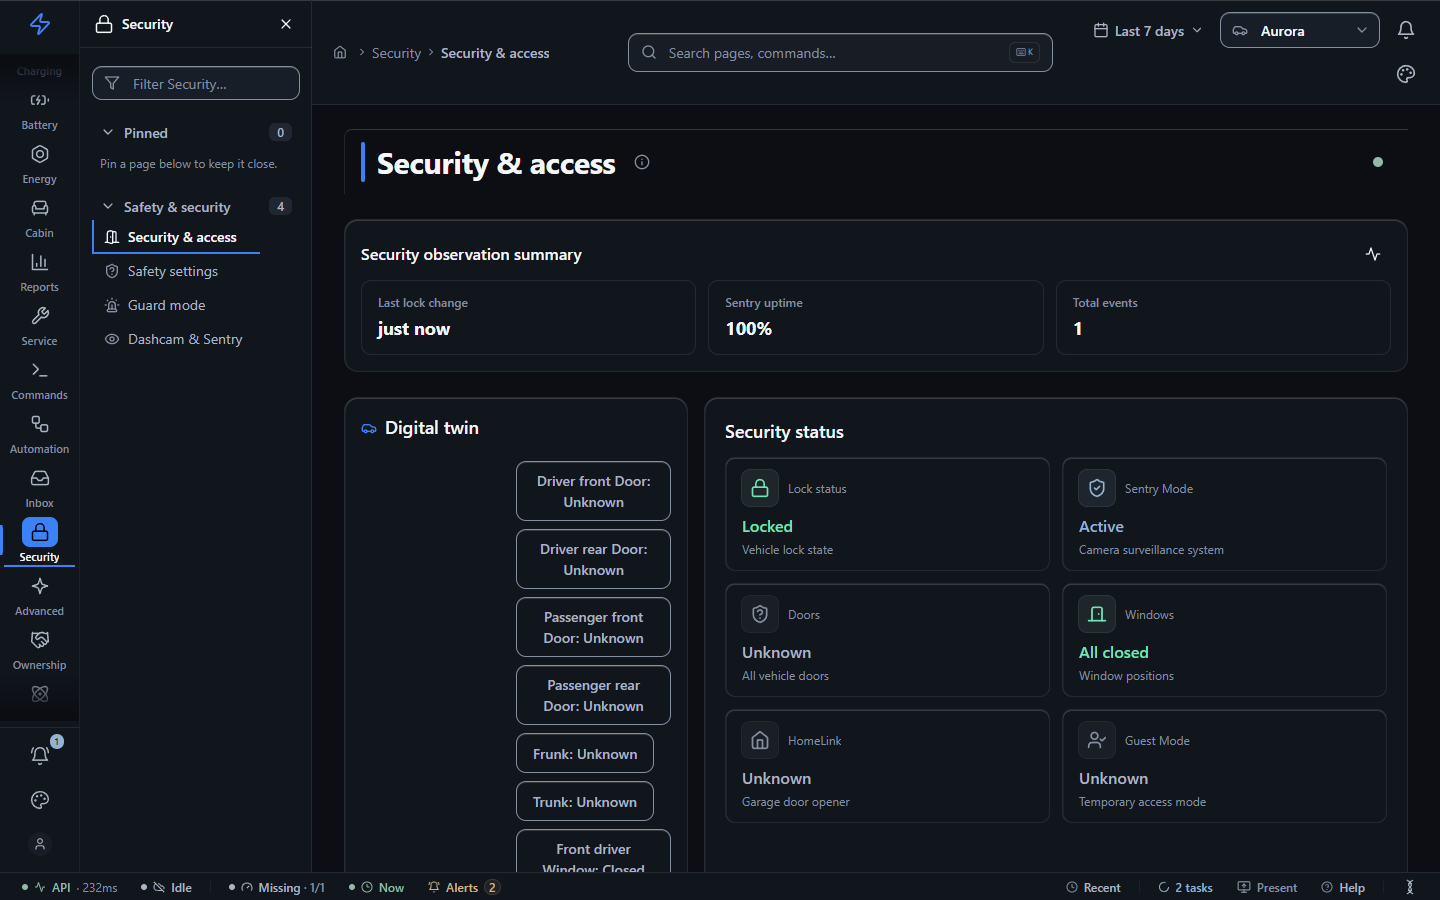 Charging
Battery
Energy
Cabin
Reports
Service
Commands
Automation
Inbox
Security
Advanced
Ownership
1
Security
Filter Security...
Pinned 0
Pin a page below to keep it close.
Safety & security 4
Security & access
Safety settings
Guard mode
Dashcam & Sentry
Security
Security & access
Search pages, commands...
K
Last 7 days
Aurora
Security & access
Security observation summary
Last lock change
just now
Sentry uptime
100%
Total events
1
Digital twin
Driver front Door:
Unknown
Driver rear Door:
Unknown
Passenger front
Door: Unknown
Passenger rear
Door: Unknown
Frunk: Unknown
Trunk: Unknown
Front driver
Window: Closed
Security status
Lock status
Locked
Vehicle lock state
Sentry Mode
Active
Camera surveillance system
Doors
Unknown
All vehicle doors
Windows
All closed
Window positions
HomeLink
Unknown
Garage door opener
Guest Mode
Unknown
Temporary access mode
API · 232ms
Idle
Missing · 1/1
Now
Alerts 2
Recent
2 tasks
Present
Help